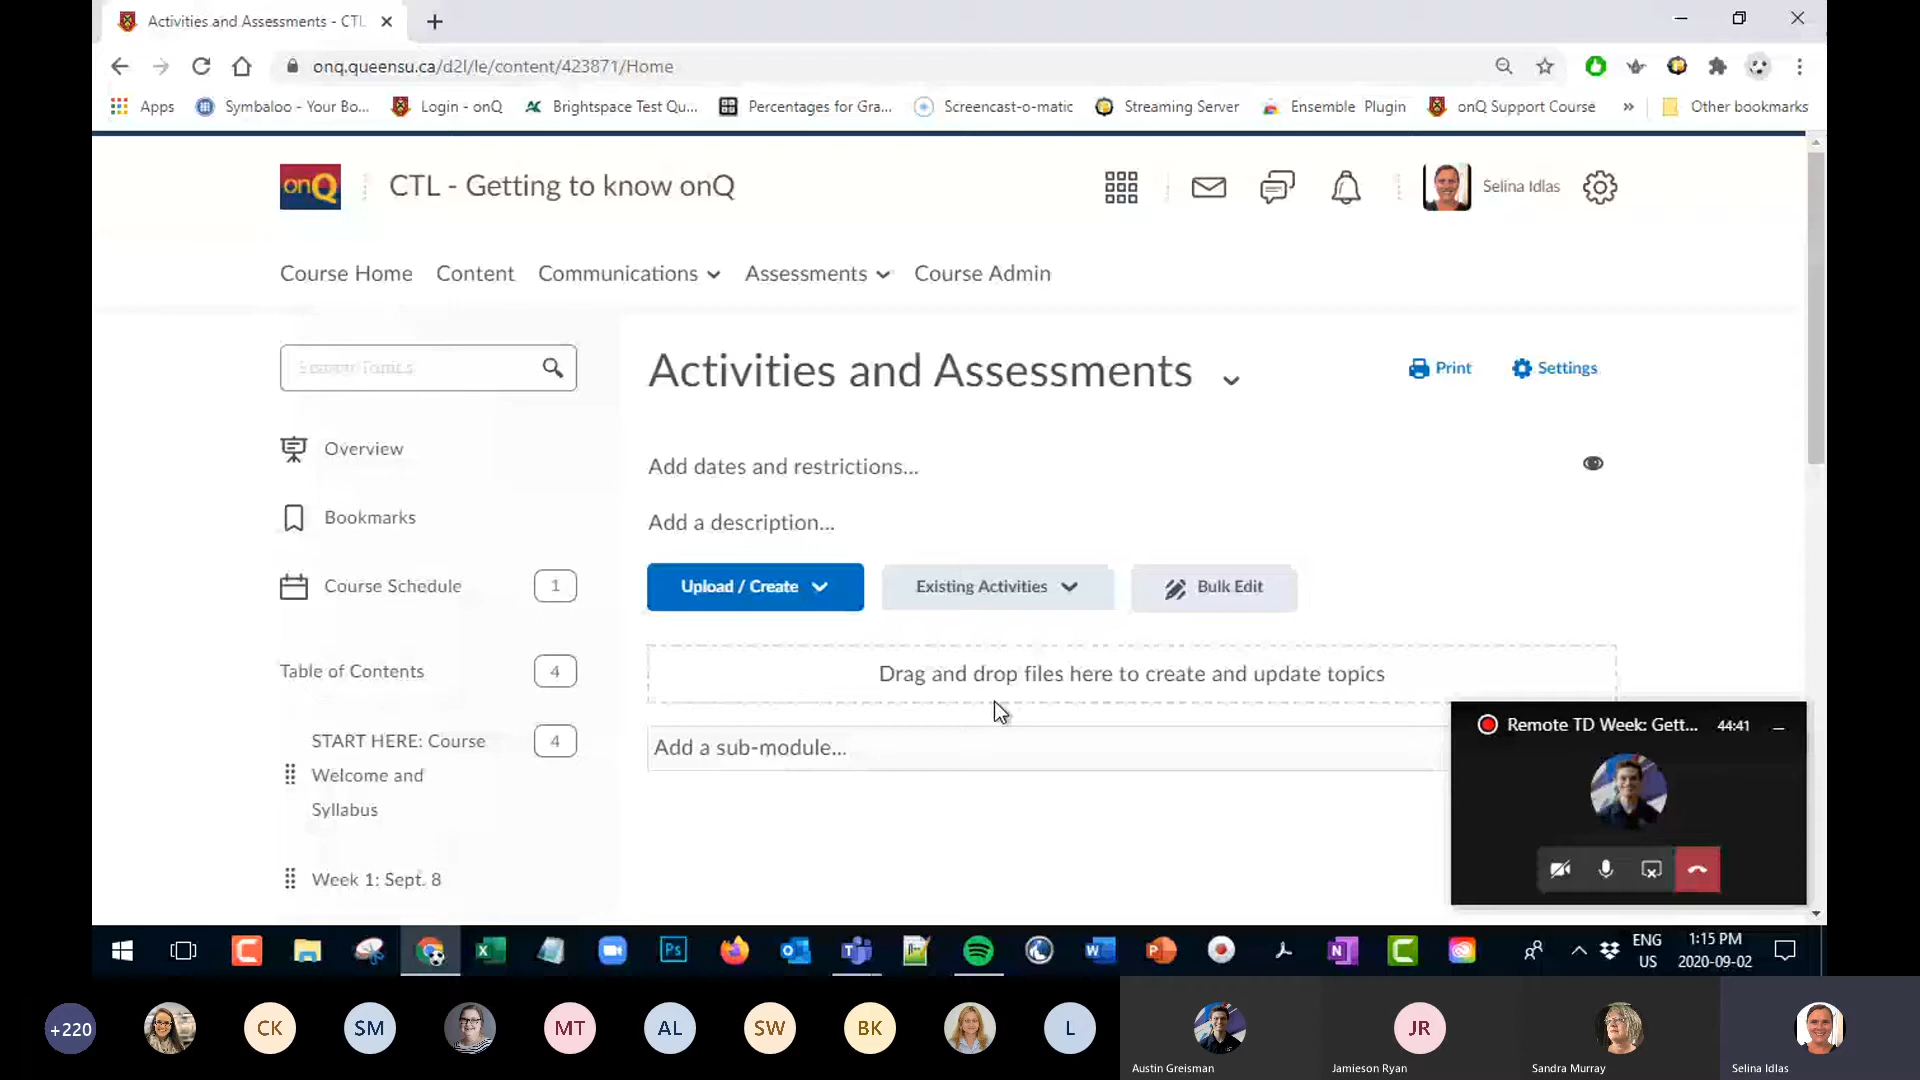 Activities and Assessments - CTL
onq.queensu.ca/d2l/le/content/423871/Home
Apps
Symbaloo - Your Bo...
Login - onQ
Brightspace Test Qu...
Percentages for Gra...
Screencast-o-matic
Streaming Server
Ensemble Plugin
onQ Support Course
»
Other bookmarks
onQ
CTL - Getting to know onQ
Selina Idlas
Course Home
Content
Communications
Assessments
Course Admin
Search Topics
Activities and Assessments
Print
Settings
Overview
Add dates and restrictions...
Bookmarks
Add a description...
Course Schedule
1
Upload / Create
Existing Activities
Bulk Edit
Table of Contents
4
Drag and drop files here to create and update topics
START HERE: Course
Welcome and
Syllabus
4
Add a sub-module...
Week 1: Sept. 8
Remote TD Week: Gett...
44:41
ENG
US
1:15 PM
2020-09-02
+220
CK
SM
MT
AL
SW
BK
L
JR
Austin Greisman
Jamieson Ryan
Sandra Murray
Selina Idlas